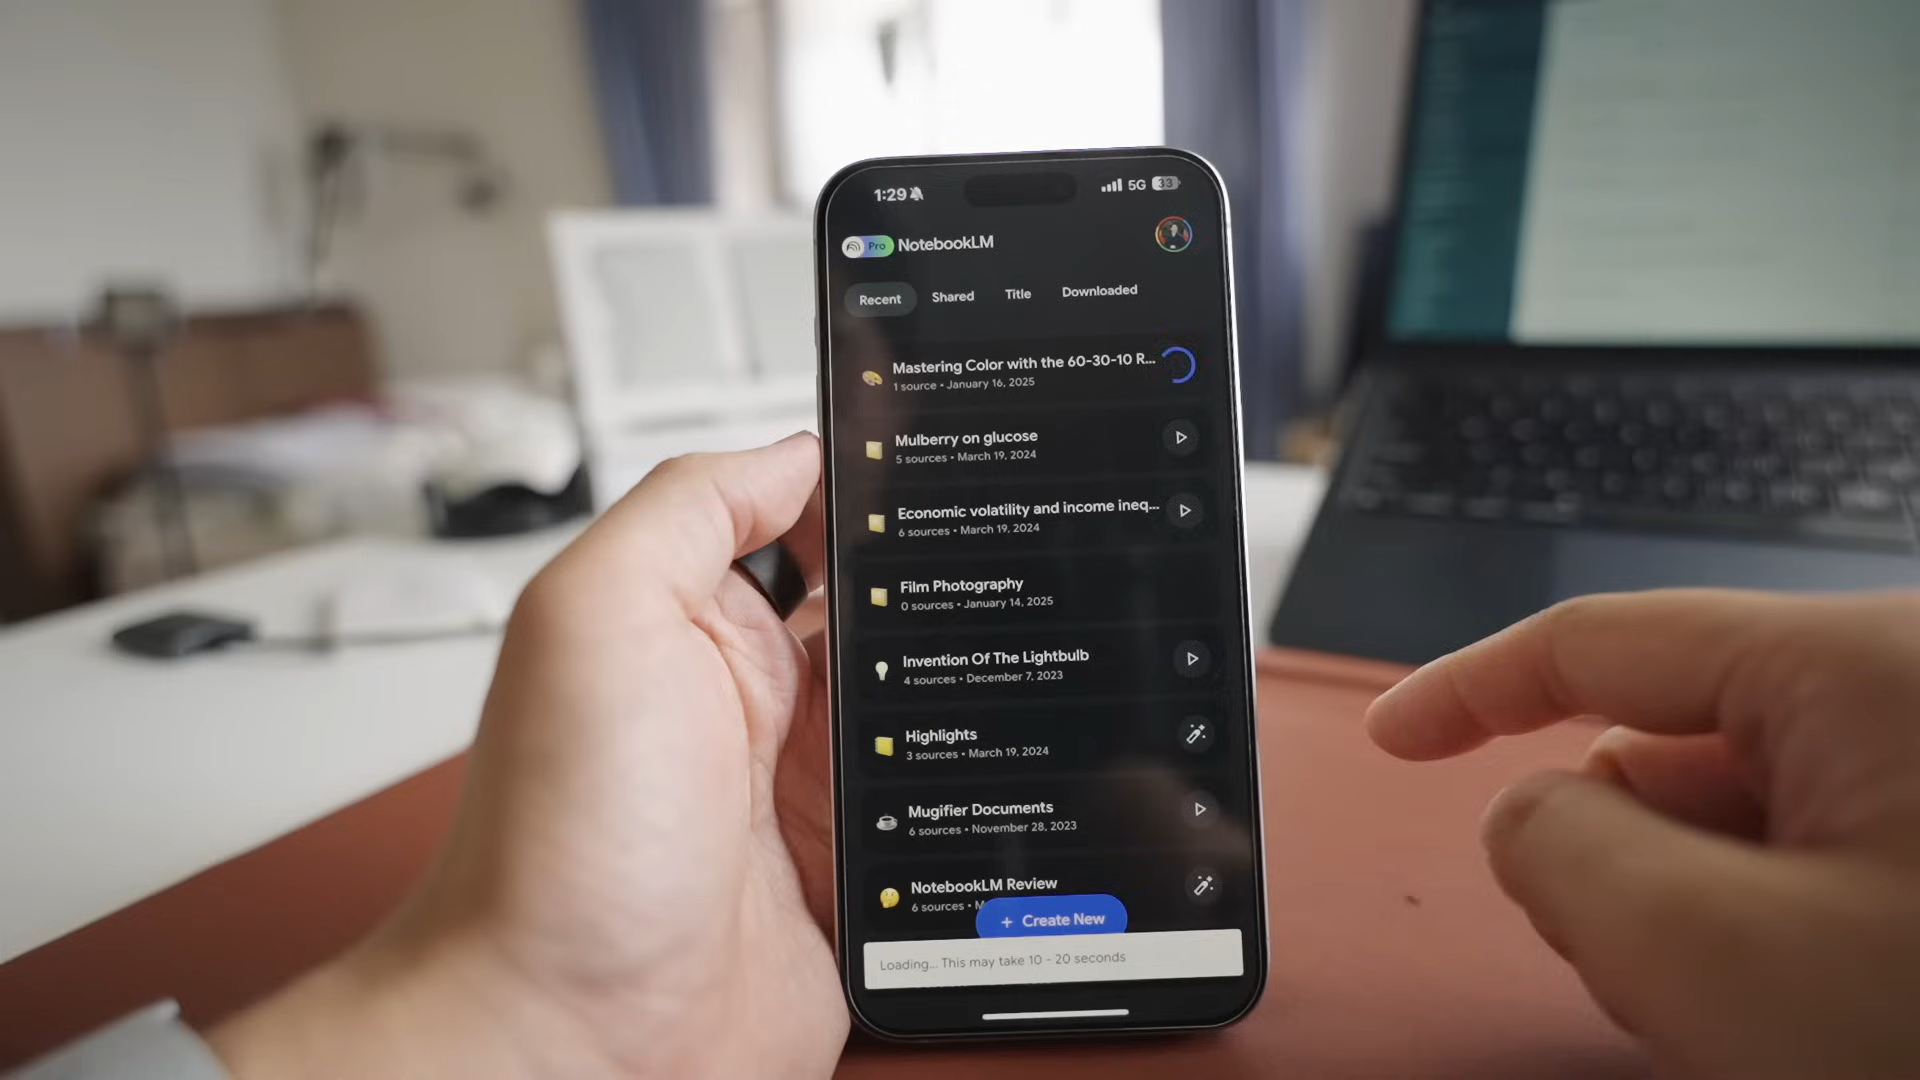 1:29 5G 33
Pro NotebookLM
Recent Shared Title Downloaded
Mastering Color with the 60-30-10 R...
1 source • January 16, 2025
Mulberry on glucose
5 sources • March 19, 2024
Economic volatility and income ineq...
6 sources • March 19, 2024
Film Photography
0 sources • January 14, 2025
Invention Of The Lightbulb
4 sources • December 7, 2023
Highlights
3 sources • March 19, 2024
Mugifier Documents
6 sources • November 28, 2023
NotebookLM Review
6 sources • M
+ Create New
Loading... This may take 10 - 20 seconds